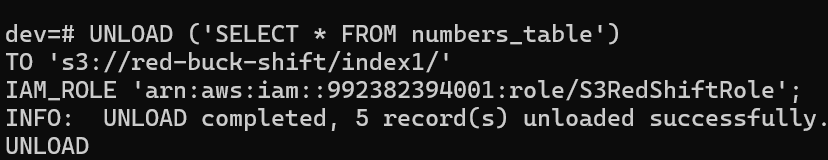 dev=# UNLOAD ('SELECT * FROM numbers_table')
TO 's3://red-buck-shift/index1/'
IAM_ROLE 'arn:aws:iam::992382394001:role/S3RedShiftRole';
INFO:  UNLOAD completed, 5 record(s) unloaded successfully.
UNLOAD